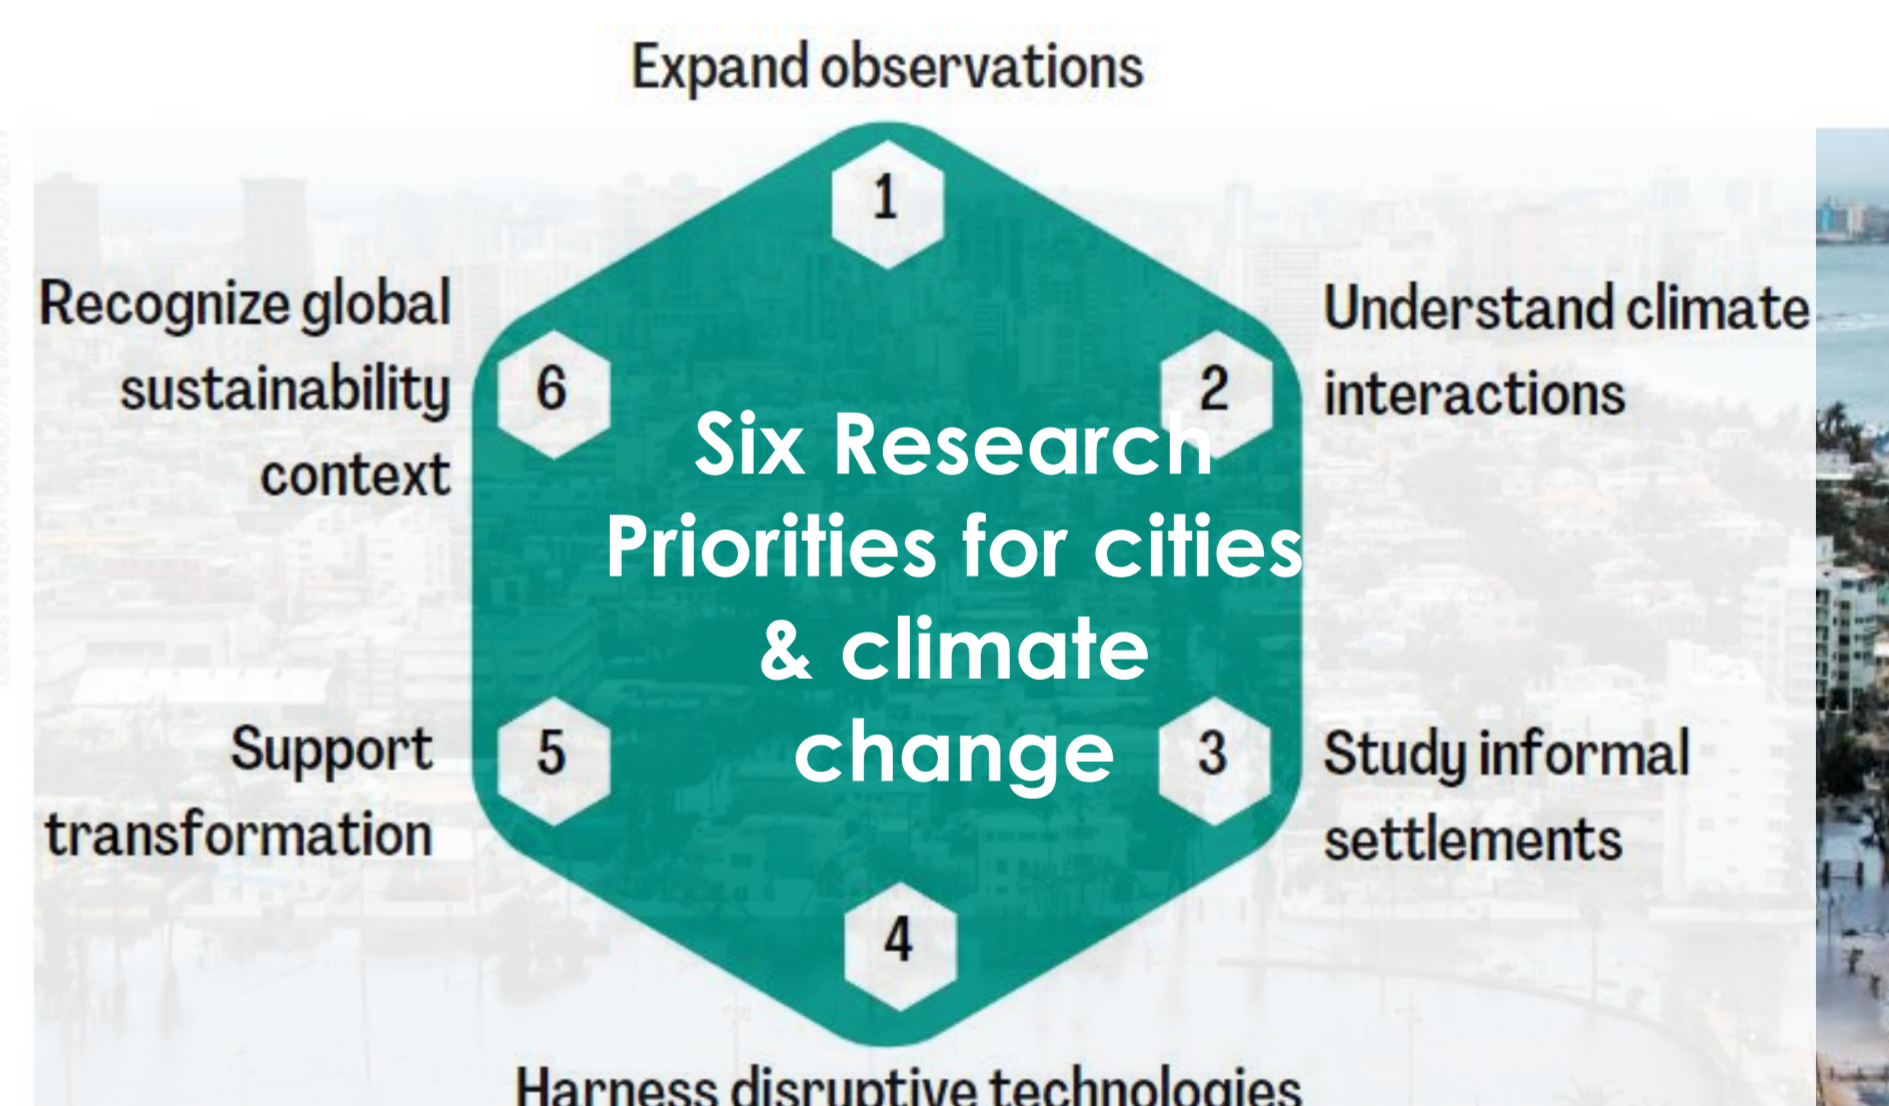 Expand observations
1
Recognize global
sustainability
context
6
2
Understand climate
interactions
Six Research
Priorities for cities
& climate
change
Support
transformation
5
3
Study informal
settlements
4
Harness disruptive technologies